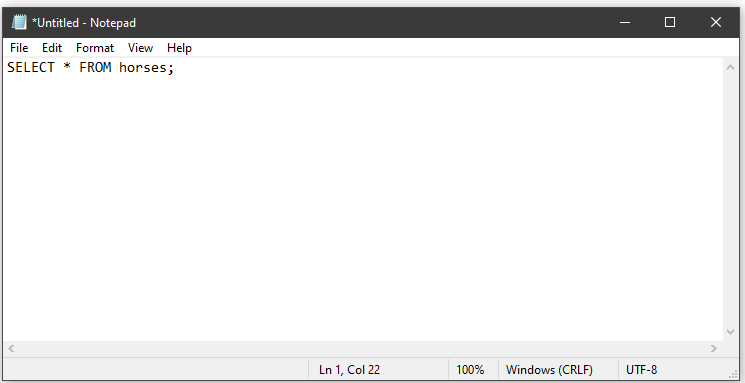 *Untitled - Notepad
File Edit Format View Help
SELECT * FROM horses;
Ln 1, Col 22 100% Windows (CRLF) UTF-8